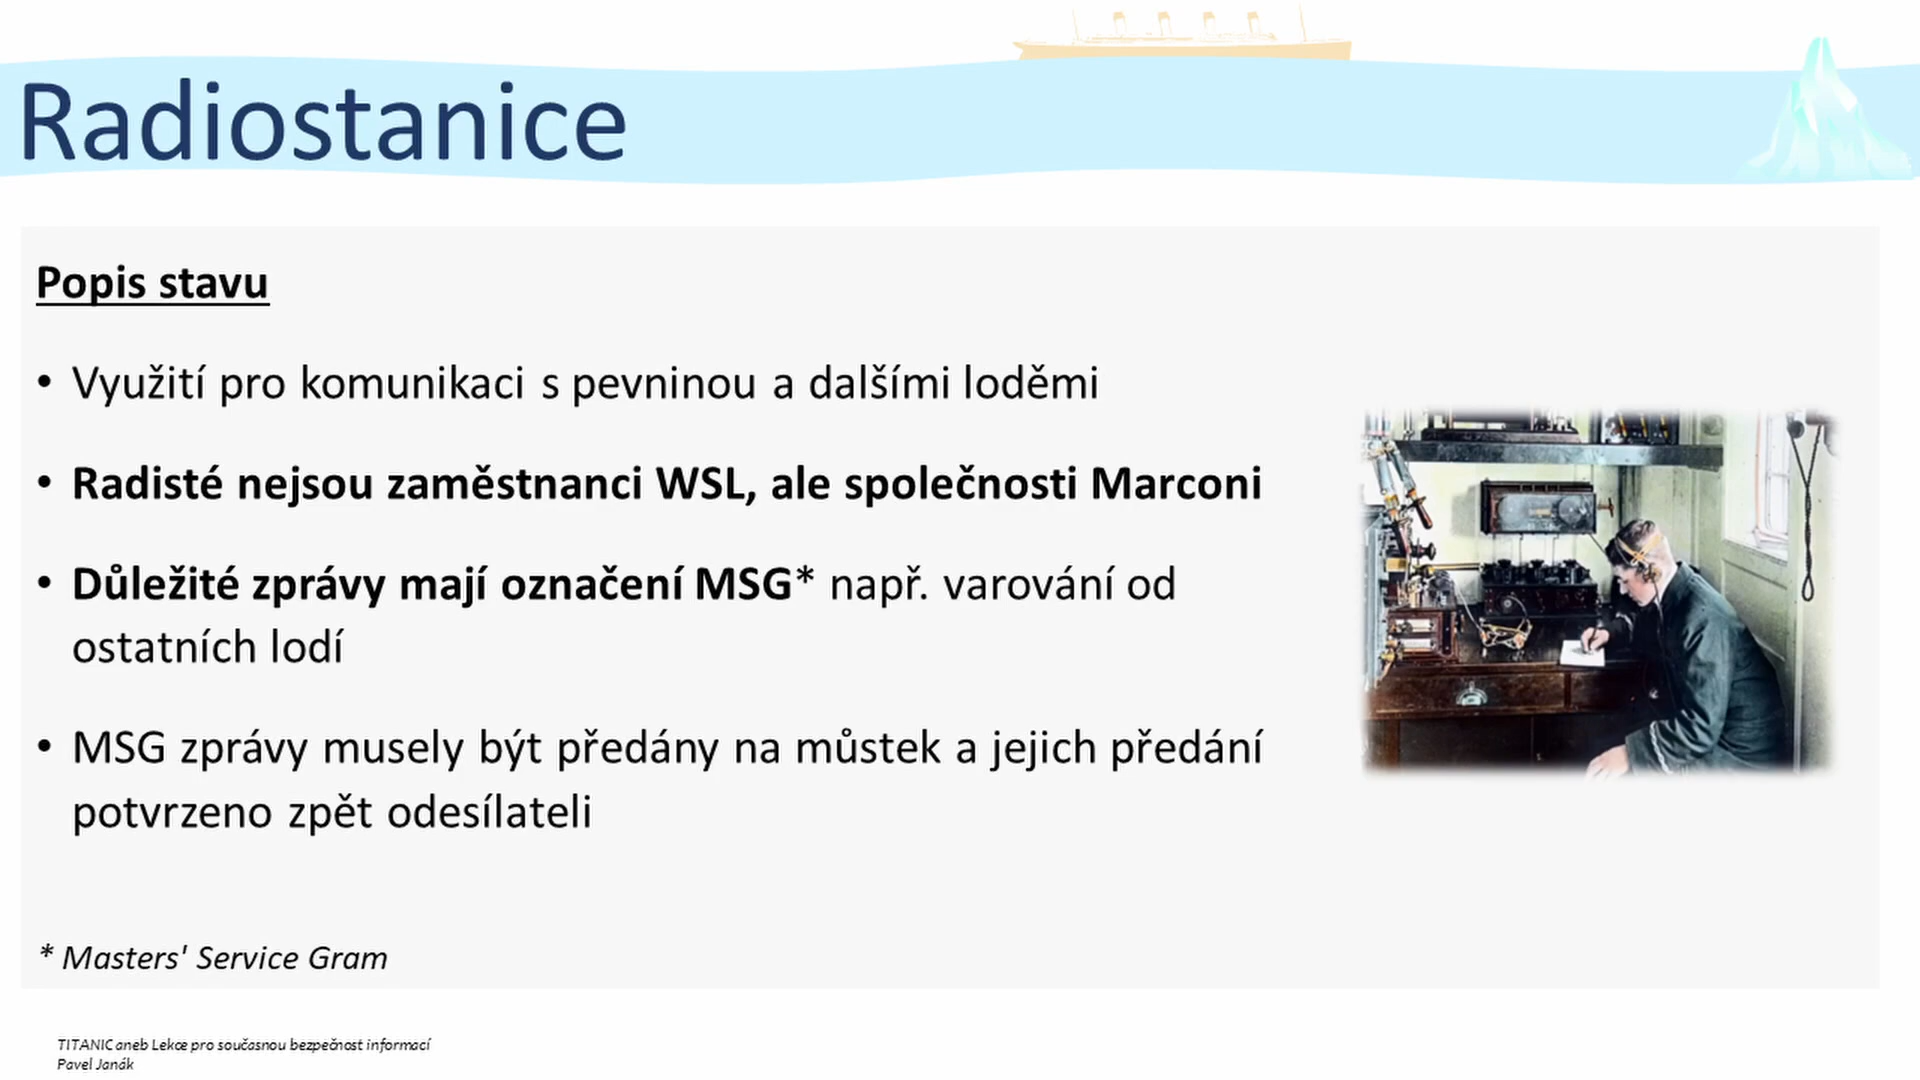 Radiostanice
Popis stavu
• Využití pro komunikaci s pevninou a dalšími loděmi
• Radisté nejsou zaměstnanci WSL, ale společnosti Marconi
• Důležité zprávy mají označení MSG* např. varování od
ostatních lodí
• MSG zprávy musely být předány na můstek a jejich předání
potvrzeno zpět odesílateli
* Masters' Service Gram
TITANIC aneb Lekce pro současnou bezpečnost informací
Pavel Janák